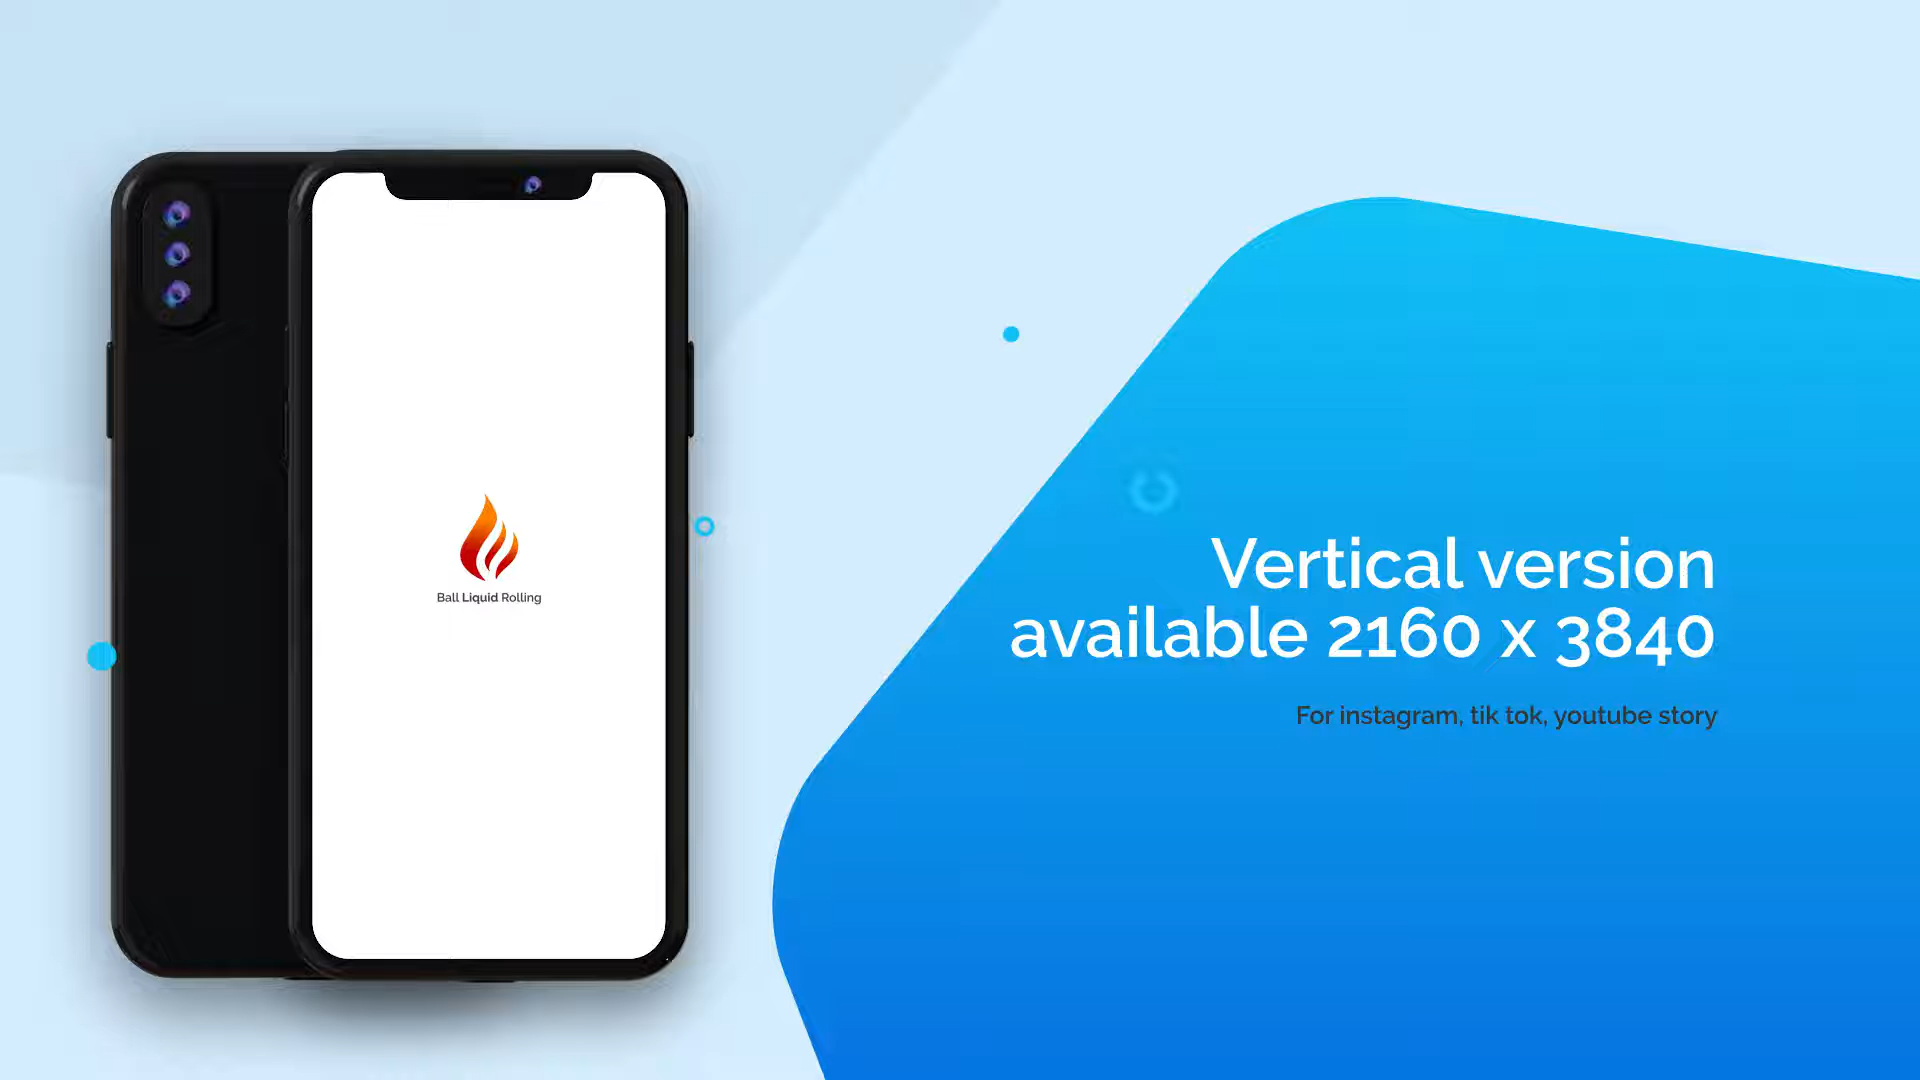 Ball Liquid Rolling
Vertical version
available 2160 x 3840
For instagram, tik tok, youtube story